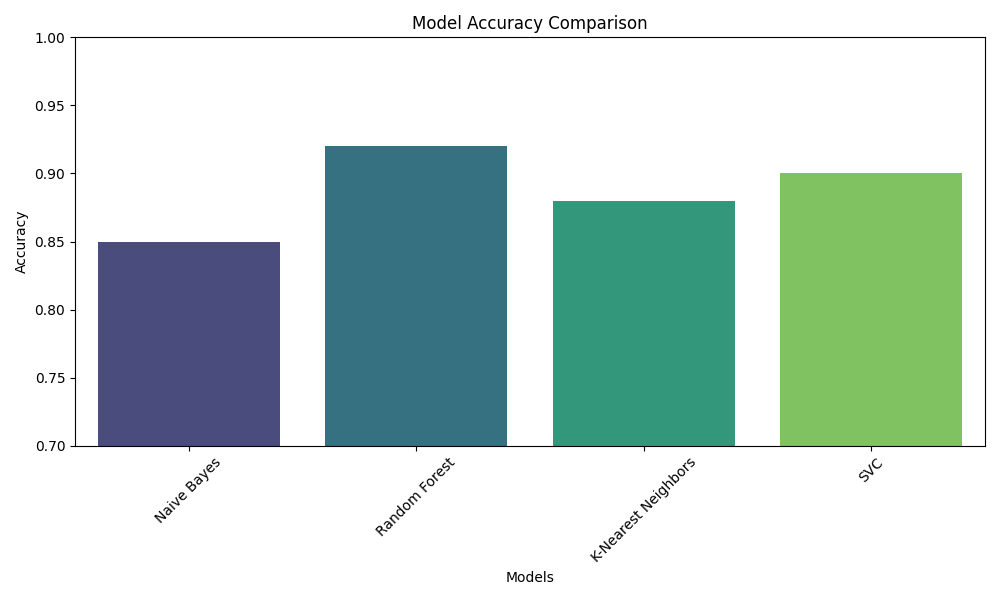 Model Accuracy Comparison
1.00
0.95
0.90
0.85
0.80
0.75
0.70
Accuracy
Naive Bayes
Random Forest
K-Nearest Neighbors
SVC
Models